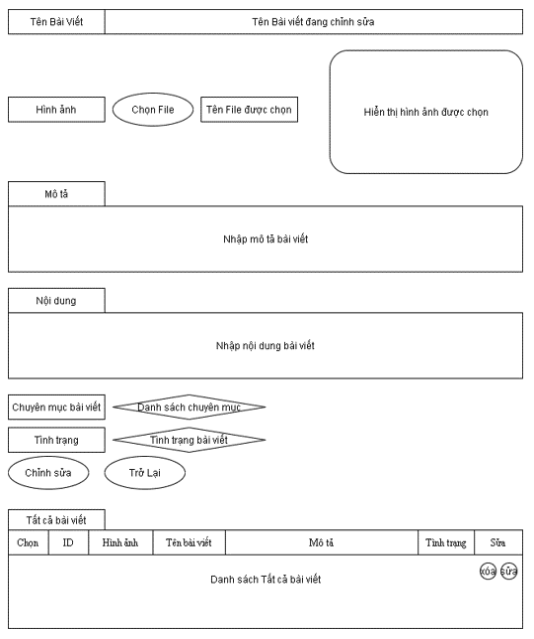 Tên Bài Viết
Tên Bài viết đang chỉnh sửa
Hình ảnh
Chọn File
Tên File được chọn
Hiển thị hình ảnh được chọn
Mô tả
Nhập mô tả bài viết
Nội dung
Nhập nội dung bài viết
Chuyên mục bài viết
Danh sách chuyên mục
Tình trạng
Tình trạng bài viết
Chỉnh sửa
Trở Lại
Tất cả bài viết
Chọn
ID
Hình ảnh
Tên bài viết
Mô tả
Tình trạng
Sửa
Danh sách Tất cả bài viết
xóa
sửa